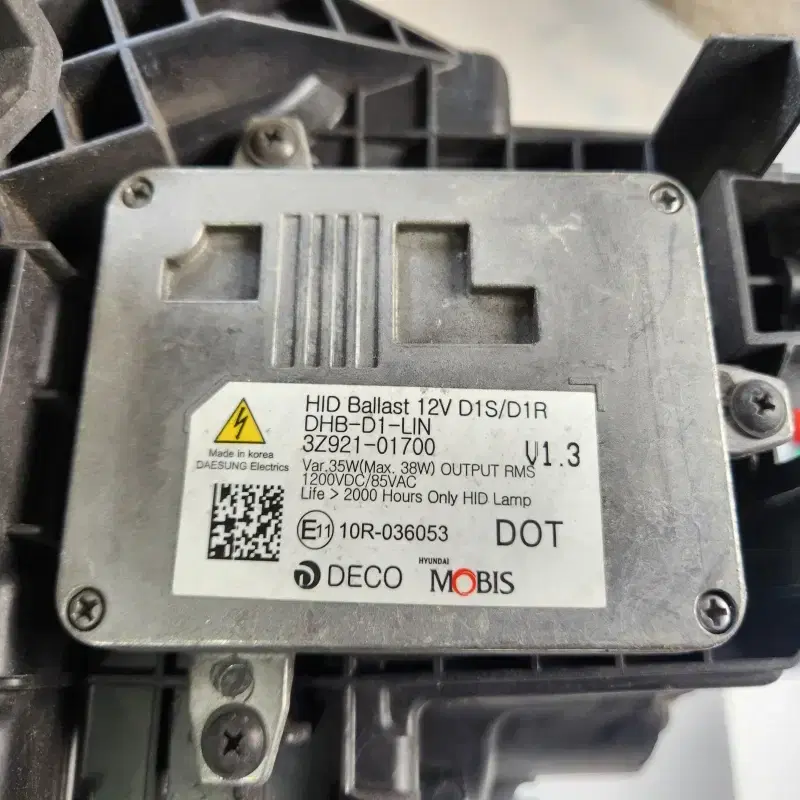 HID Ballast 12V D1S/D1R
DHB-D1-LIN
3Z921-01700
V1.3
Made in korea
DAESUNG Electrics
Var.35W(Max. 38W) OUTPUT RMS
1200VDC/85VAC
Life > 2000 Hours Only HID Lamp
E11 10R-036053
DOT
DECO
HYUNDAI
MOBIS